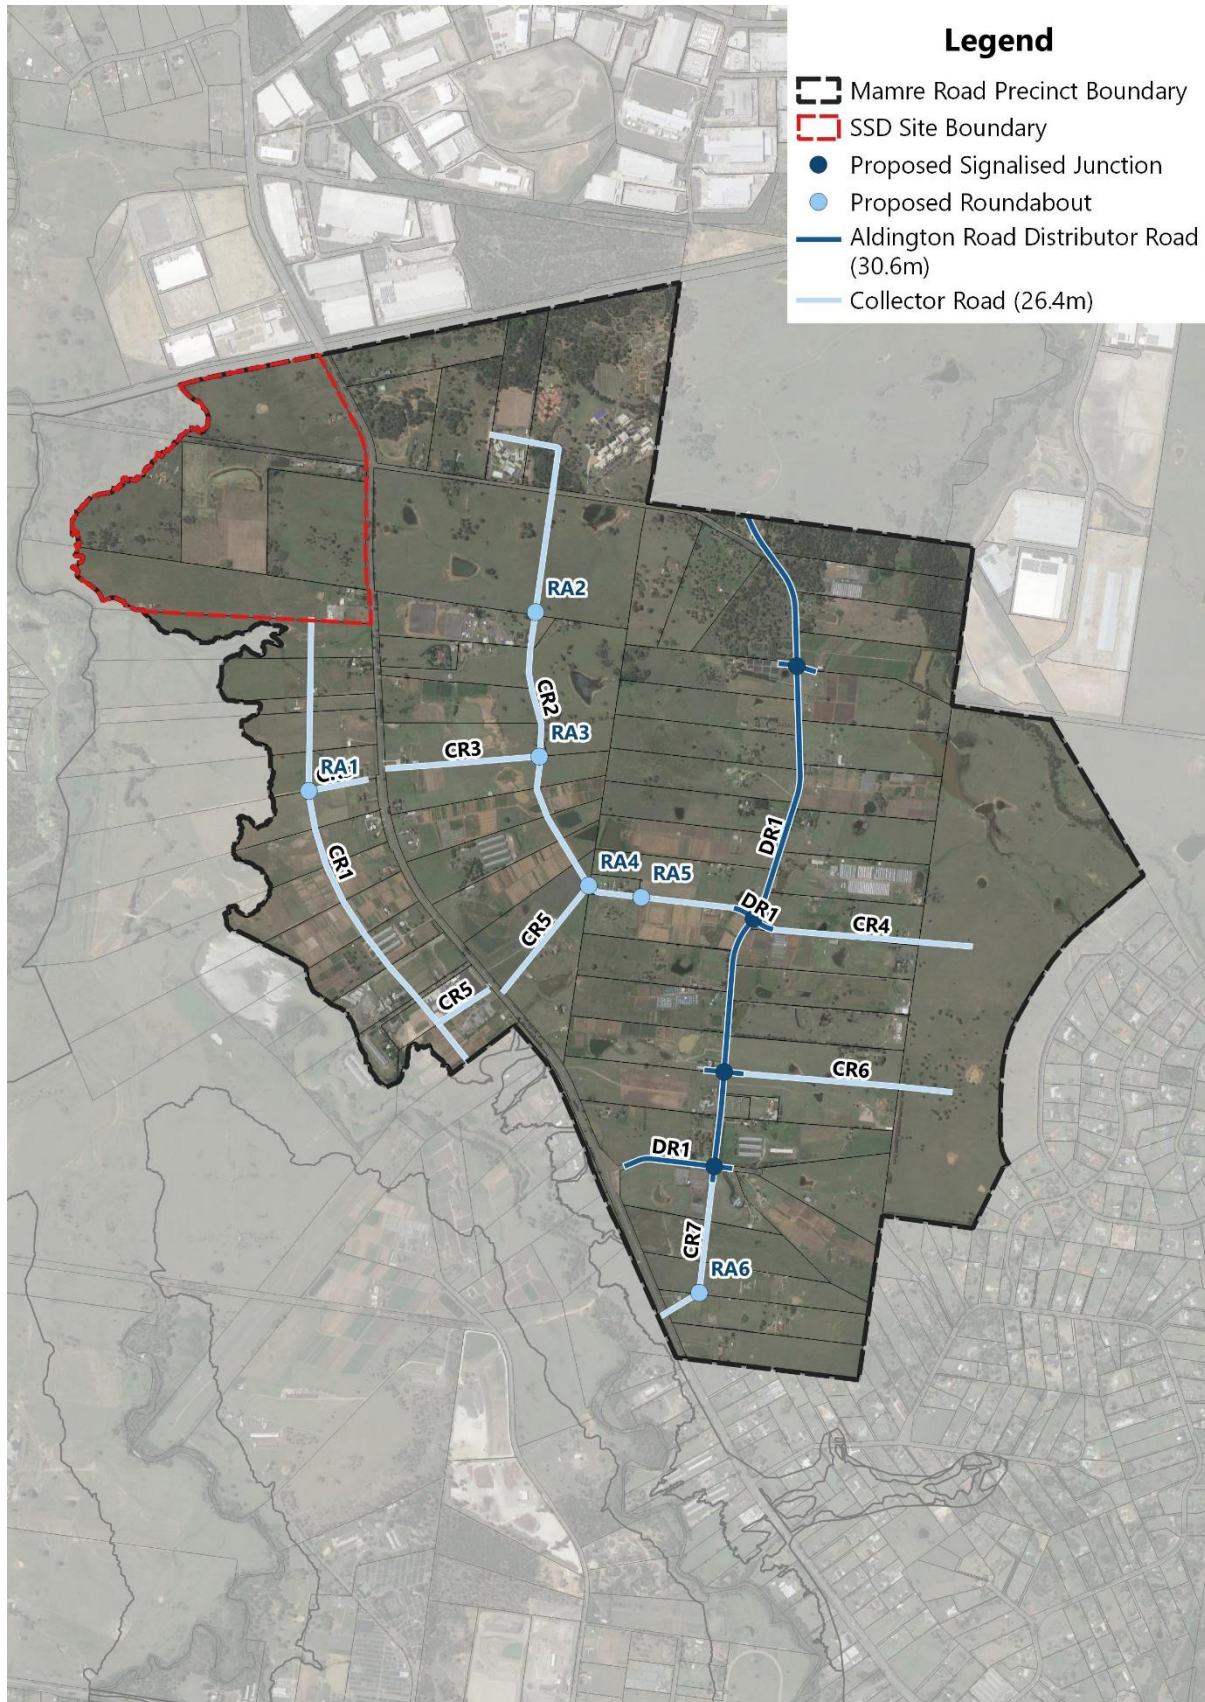 Legend
Mamre Road Precinct Boundary
SSD Site Boundary
Proposed Signalised Junction
Proposed Roundabout
Aldington Road Distributor Road
(30.6m)
Collector Road (26.4m)
RA2
CR2
RA3
CR3
RA1
CR1
DR1
RA4
RA5
DR1
CR4
CR5
CR5
CR6
DR1
CR7
RA6